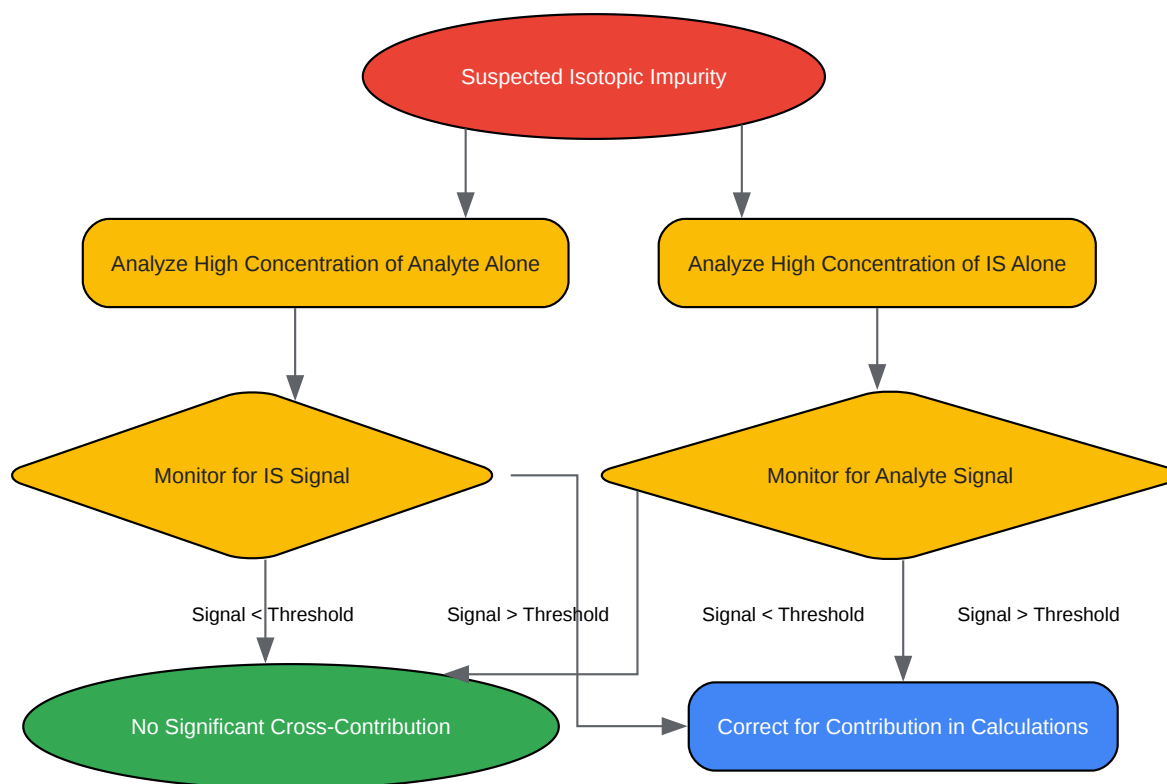 Suspected Isotopic Impurity
Analyze High Concentration of Analyte Alone
Analyze High Concentration of IS Alone
Monitor for IS Signal
Monitor for Analyte Signal
Signal < Threshold
Signal > Threshold
Signal < Threshold
Signal > Threshold
No Significant Cross-Contribution
Correct for Contribution in Calculations